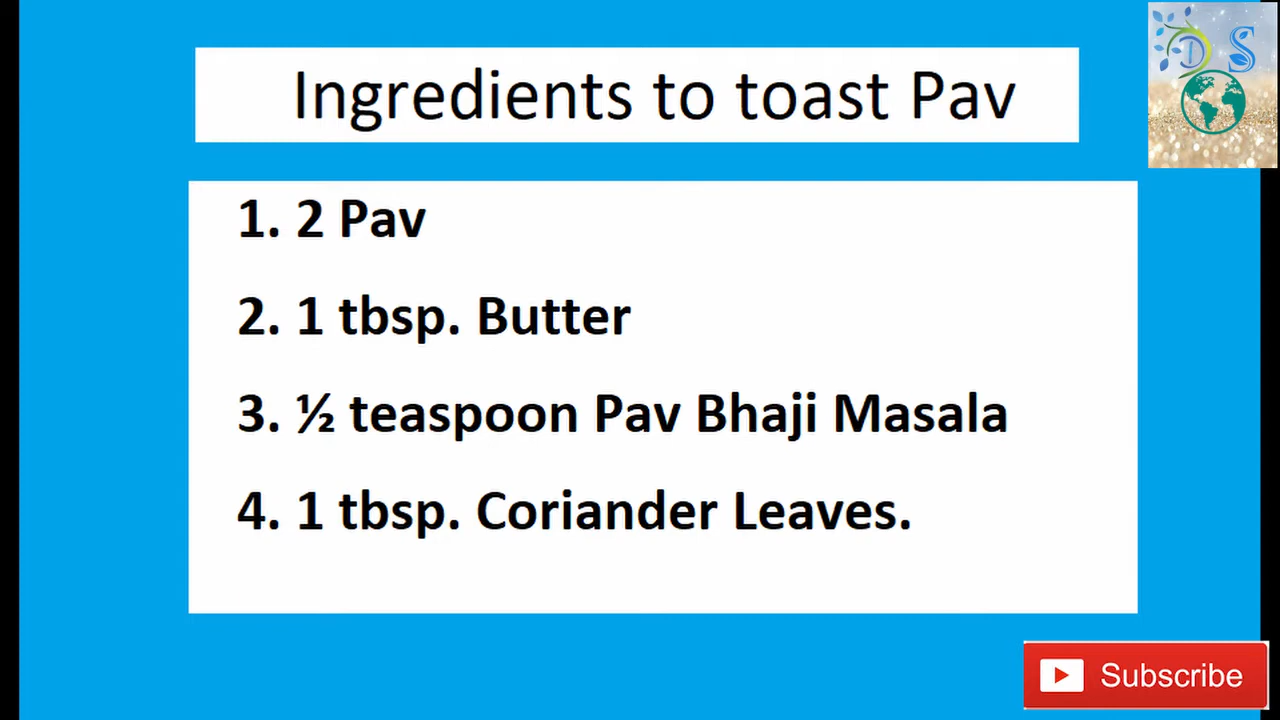 Ingredients to toast Pav
D S
1. 2 Pav
2. 1 tbsp. Butter
3. ½ teaspoon Pav Bhaji Masala
4. 1 tbsp. Coriander Leaves.
Subscribe